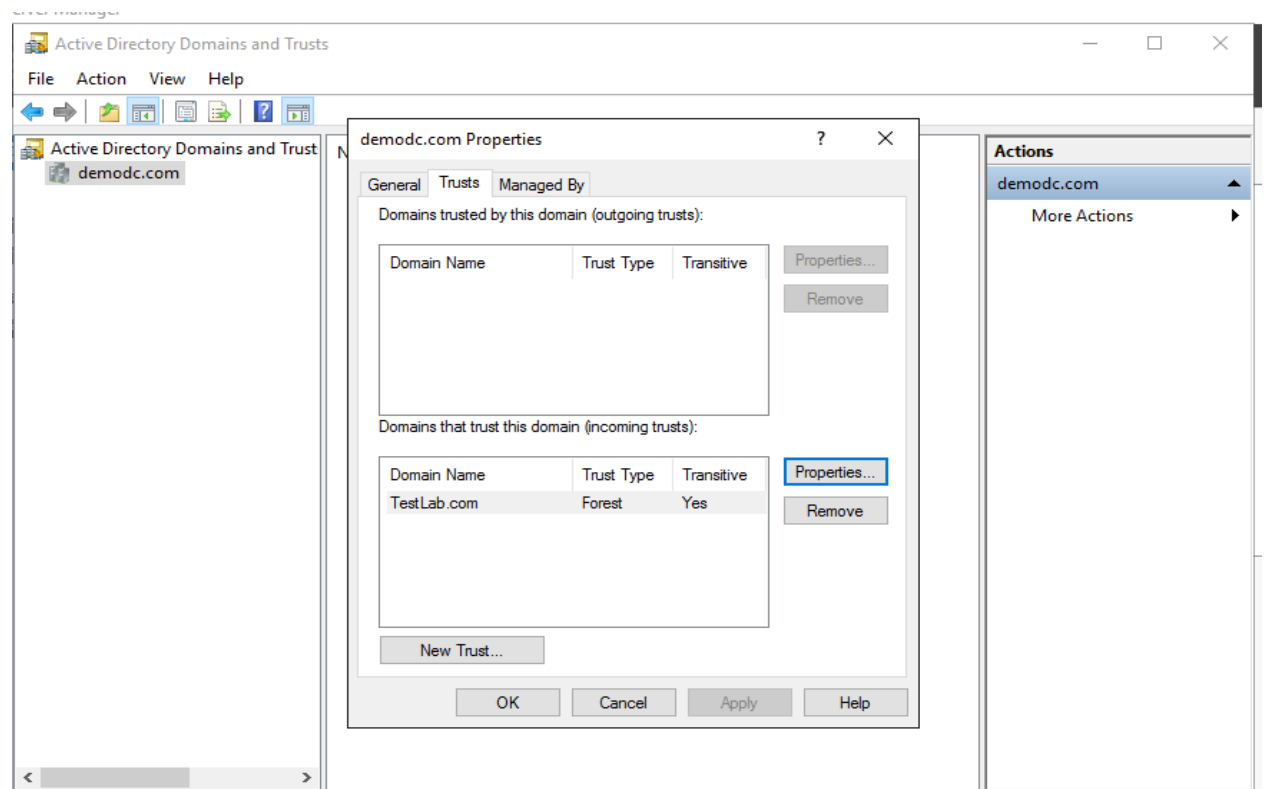 Active Directory Domains and Trusts
File Action View Help
Active Directory Domains and Trust
demodc.com
demodc.com Properties
?
General Trusts Managed By
Domains trusted by this domain (outgoing trusts):
Domain Name Trust Type Transitive
Properties...
Remove
Domains that trust this domain (incoming trusts):
Domain Name Trust Type Transitive
TestLab.com Forest Yes
Properties...
Remove
New Trust...
OK Cancel Apply Help
Actions
demodc.com
More Actions